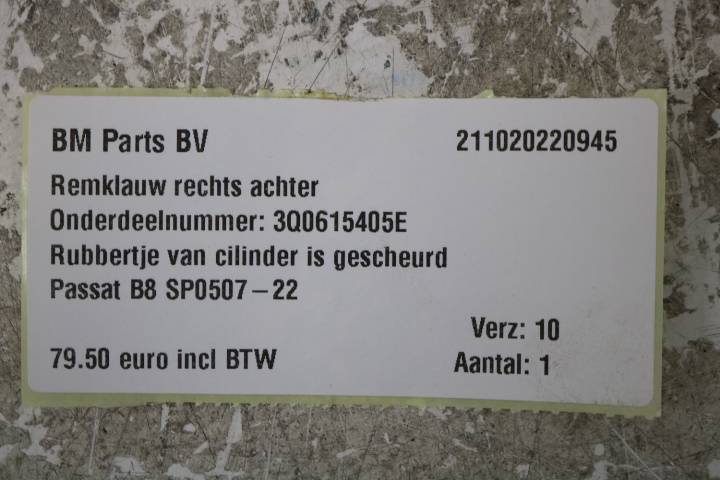 BM Parts BV 211020220945
Remklauw rechts achter
Onderdeelnummer: 3Q0615405E
Rubbertje van cilinder is gescheurd
Passat B8 SP0507-22
Verz: 10
79.50 euro incl BTW Aantal: 1